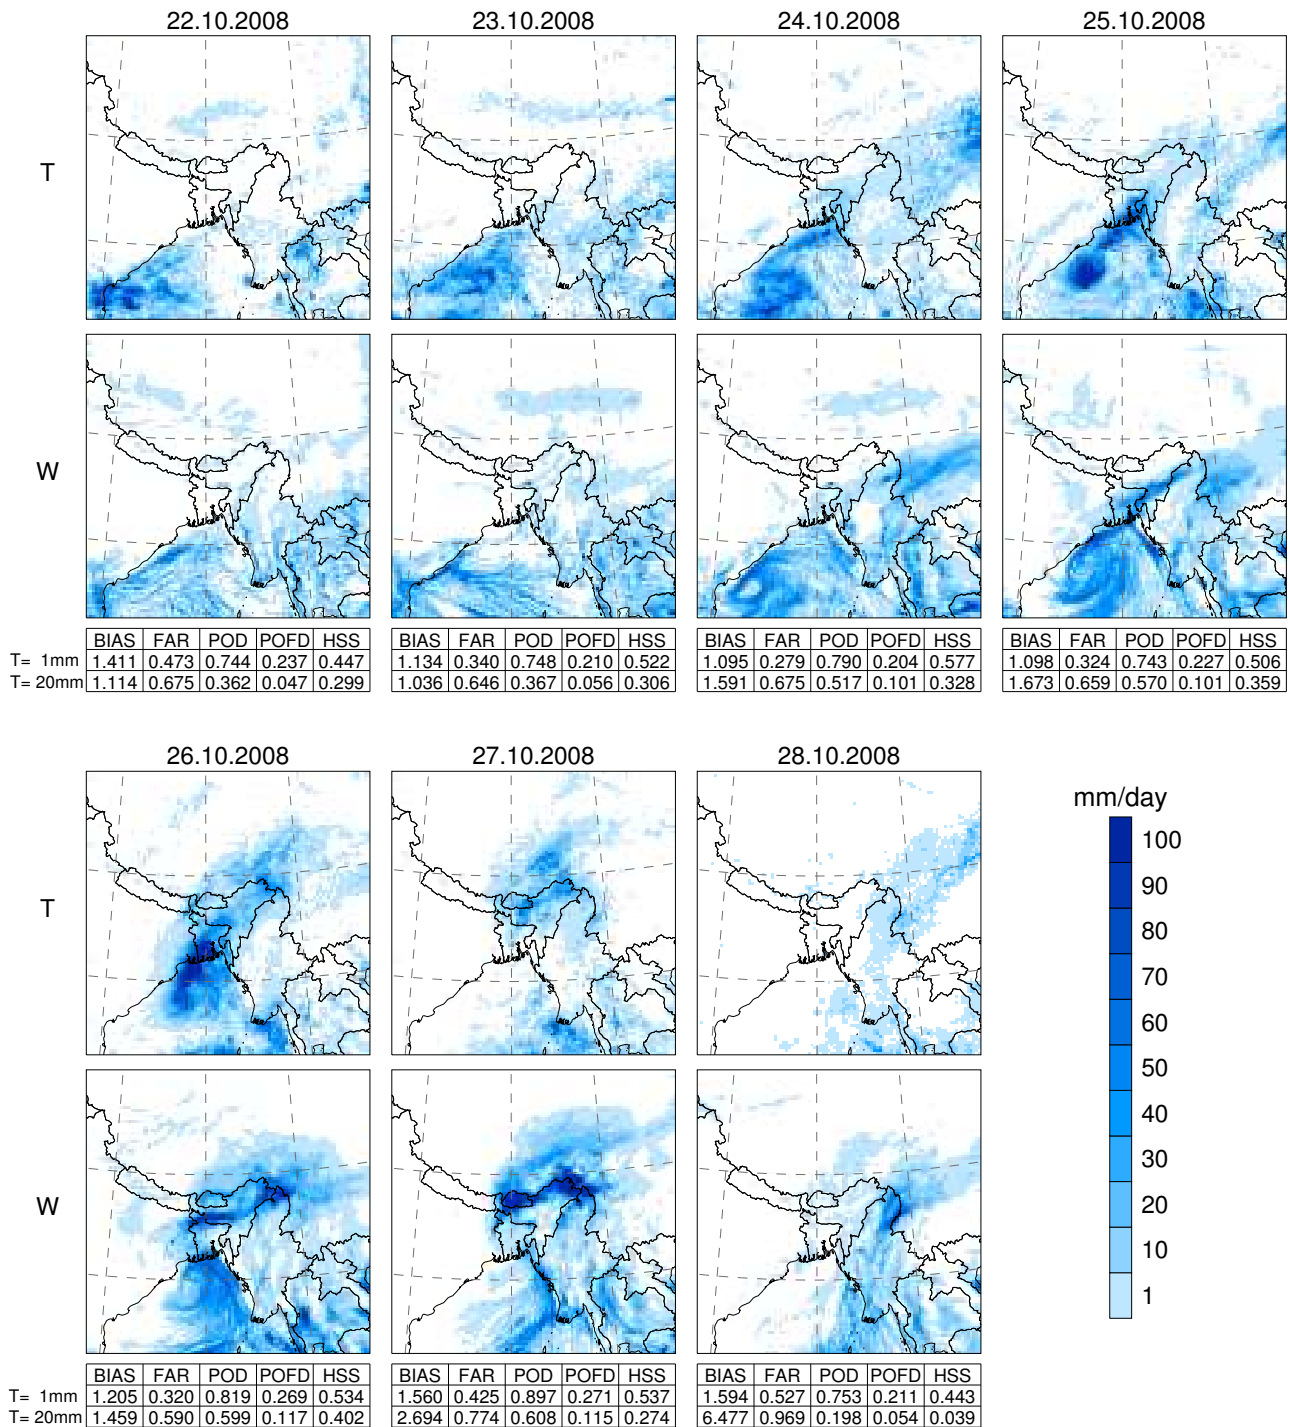 22.10.2008 23.10.2008 24.10.2008 25.10.2008
T
W
BIAS FAR POD POFD HSS BIAS FAR POD POFD HSS BIAS FAR POD POFD HSS BIAS FAR POD POFD HSS
T= 1mm 1.411 0.473 0.744 0.237 0.447 1.134 0.340 0.748 0.210 0.522 1.095 0.279 0.790 0.204 0.577 1.098 0.324 0.743 0.227 0.506
T= 20mm 1.114 0.675 0.362 0.047 0.299 1.036 0.646 0.367 0.056 0.306 1.591 0.675 0.517 0.101 0.328 1.673 0.659 0.570 0.101 0.359
26.10.2008 27.10.2008 28.10.2008
T
W
mm/day
100
90
80
70
60
50
40
30
20
10
1
BIAS FAR POD POFD HSS BIAS FAR POD POFD HSS BIAS FAR POD POFD HSS
T= 1mm 1.205 0.320 0.819 0.269 0.534 1.560 0.425 0.897 0.271 0.537 1.594 0.527 0.753 0.211 0.443
T= 20mm 1.459 0.590 0.599 0.117 0.402 2.694 0.774 0.608 0.115 0.274 6.477 0.969 0.198 0.054 0.039